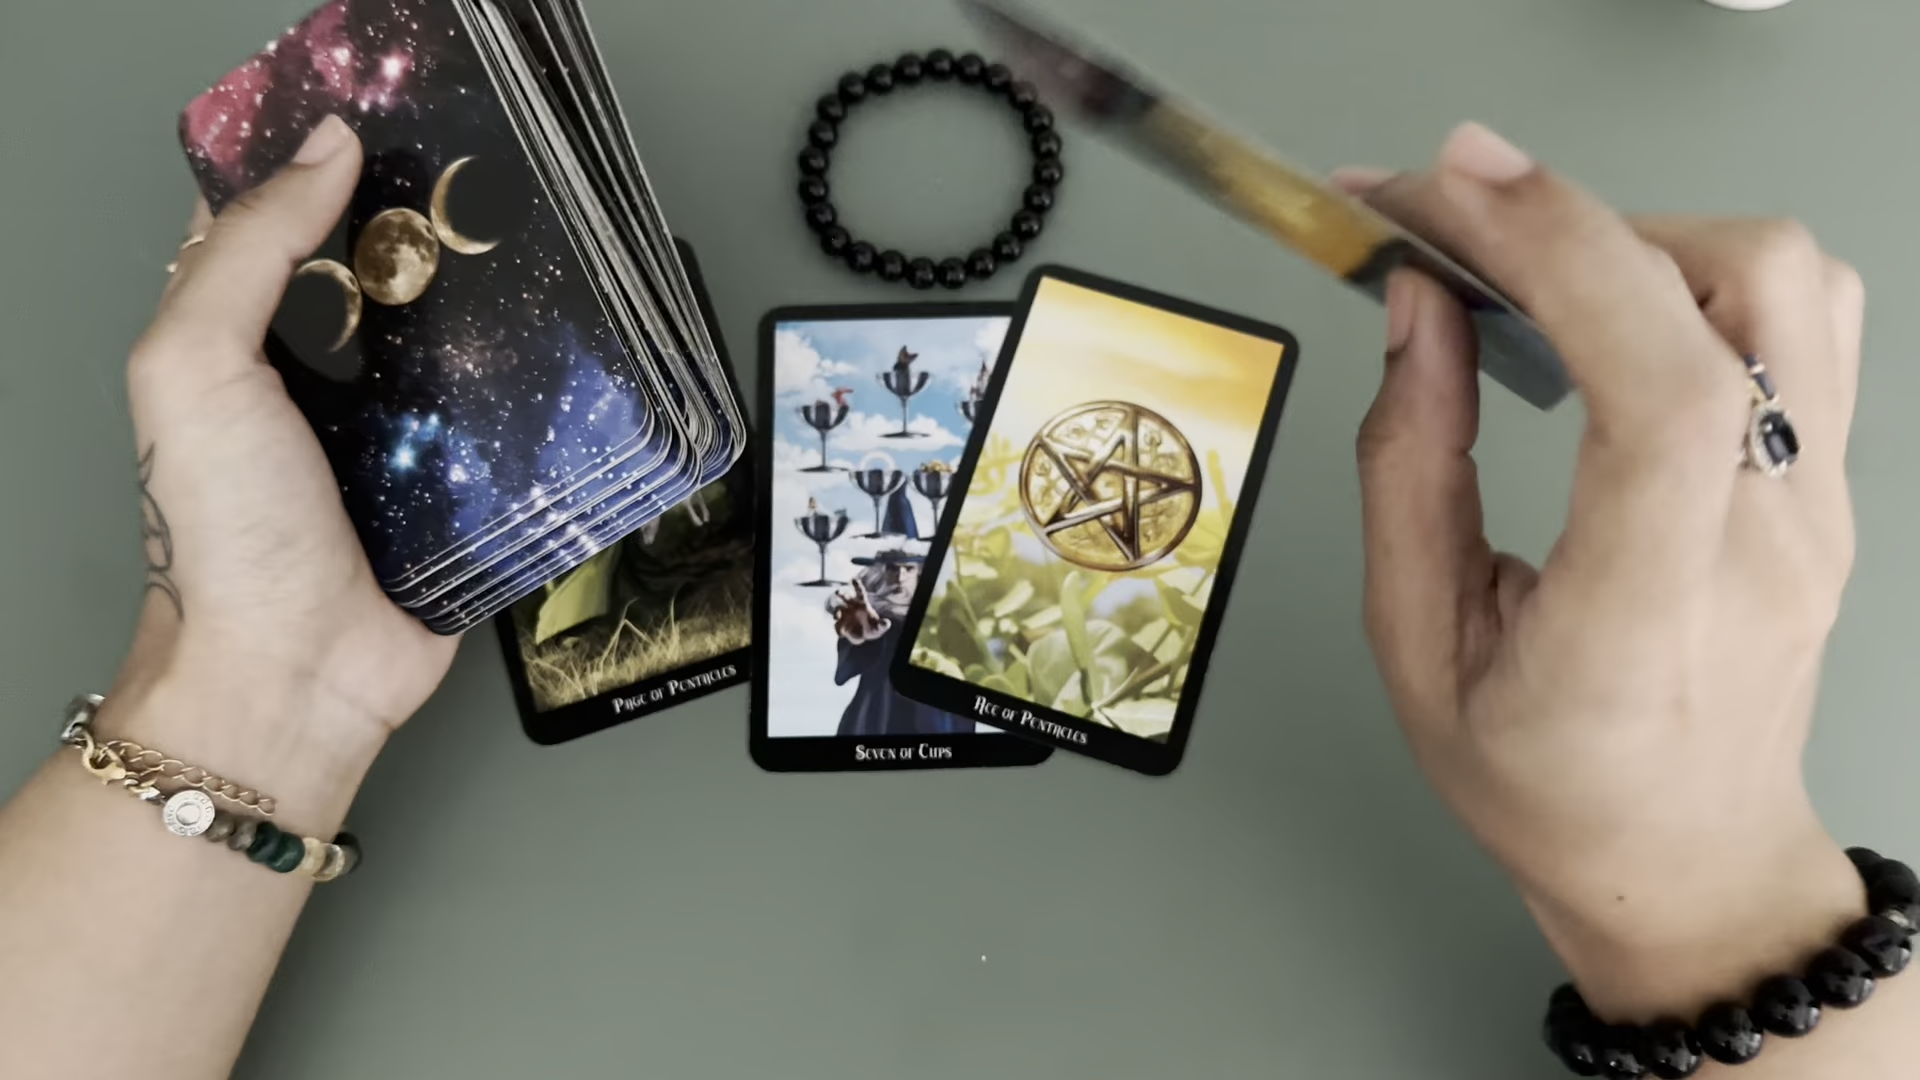 Page of Pentacles
Seven of Cups
Ace of Pentacles